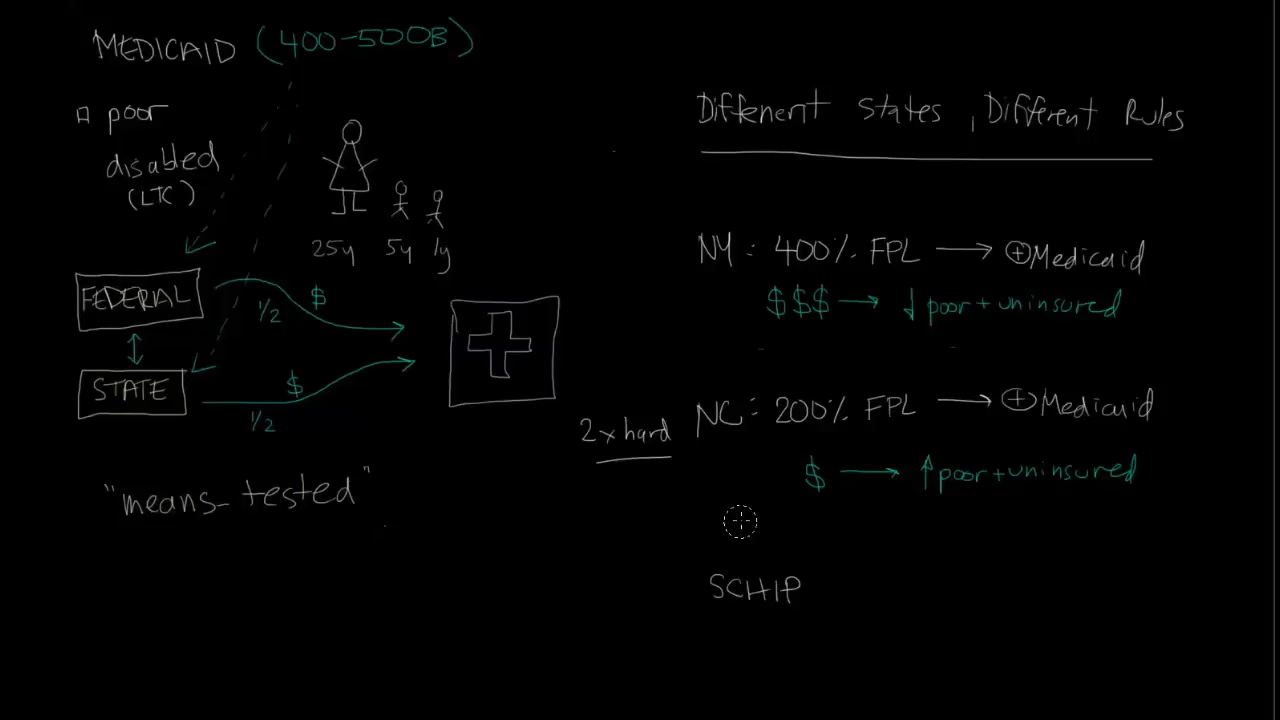 MEDICAID (400-500B)
□ poor
disabled
(LTC)
25y 5y 1y
FEDERAL
1/2 $
STATE
$
1/2
"means-tested"
Different States, Different Rules
NY: 400% FPL → ⊕Medicaid
$$$ → ↓ poor + uninsured
2x hard
NC: 200% FPL → ⊕Medicaid
$ → ↑ poor + uninsured
SCHIP